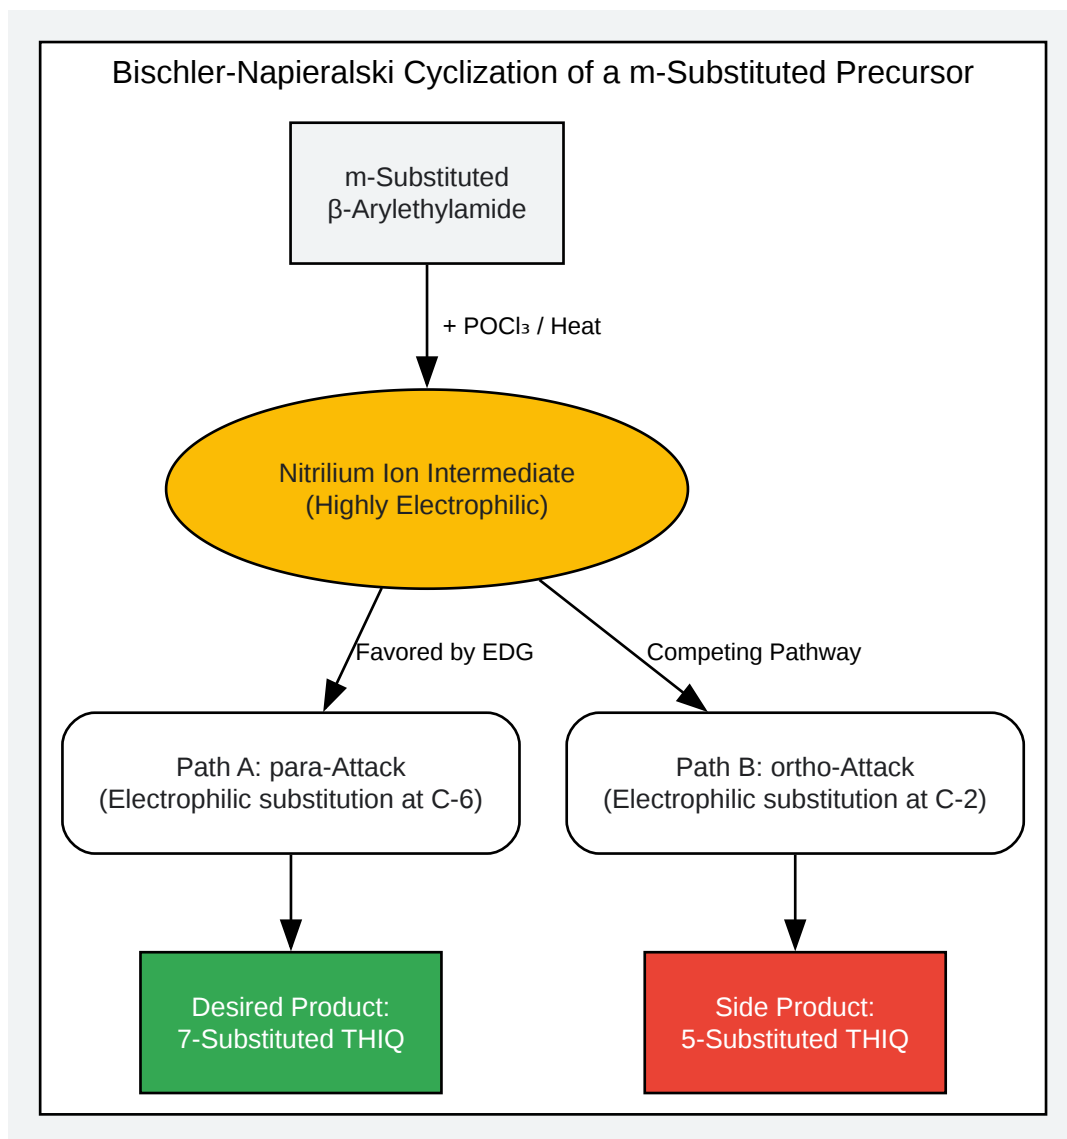 Bischler-Napieralski Cyclization of a m-Substituted Precursor
m-Substituted
β-Arylethylamide
+ POCl₃ / Heat
Nitrilium Ion Intermediate
(Highly Electrophilic)
Favored by EDG
Competing Pathway
Path A: para-Attack
(Electrophilic substitution at C-6)
Path B: ortho-Attack
(Electrophilic substitution at C-2)
Desired Product:
7-Substituted THIQ
Side Product:
5-Substituted THIQ